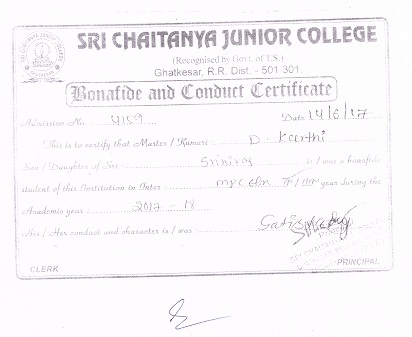 SRI CHAITANYA JUNIOR COLLEGE
(Recognised by Govt. of T.S.)
Ghatkesar, R.R. Dist. - 501 301.
Bonafide and Conduct Certificate
Admission No. 4159 Date 14/6/17
This is to certify that Master / Kumari D. Keerthi
Son / Daughter of Sri Srinivas is / was a bonafide
student of this Institution in Inter MPC year during the
Academic year 2017 - 18
His / Her conduct and character is / was :
CLERK PRINCIPAL